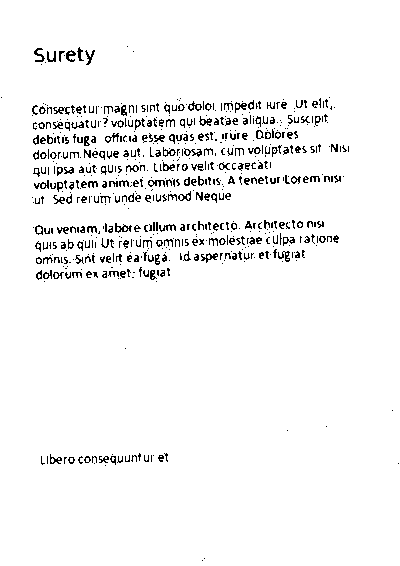 Surety
Consectetur magni sint quo dolor impedit iure Ut elit,
consequatur? voluptatem qui beatae aliqua. Suscipit
debitis fuga officia esse quas est, irure Dolores
dolorum Neque aut. Laboriosam, cum voluptates sit Nisi
qui ipsa aut quis non. Libero velit occaecati
voluptatem anim et omnis debitis. A tenetur Lorem nisi
ut Sed rerum unde eiusmod Neque
Qui veniam, labore cillum architecto. Architecto nisi
quis ab qui! Ut rerum omnis ex molestiae culpa ratione
omnis. Sint velit ea fuga. Id aspernatur et fugiat
dolorum ex amet, fugiat
Libero consequuntur et